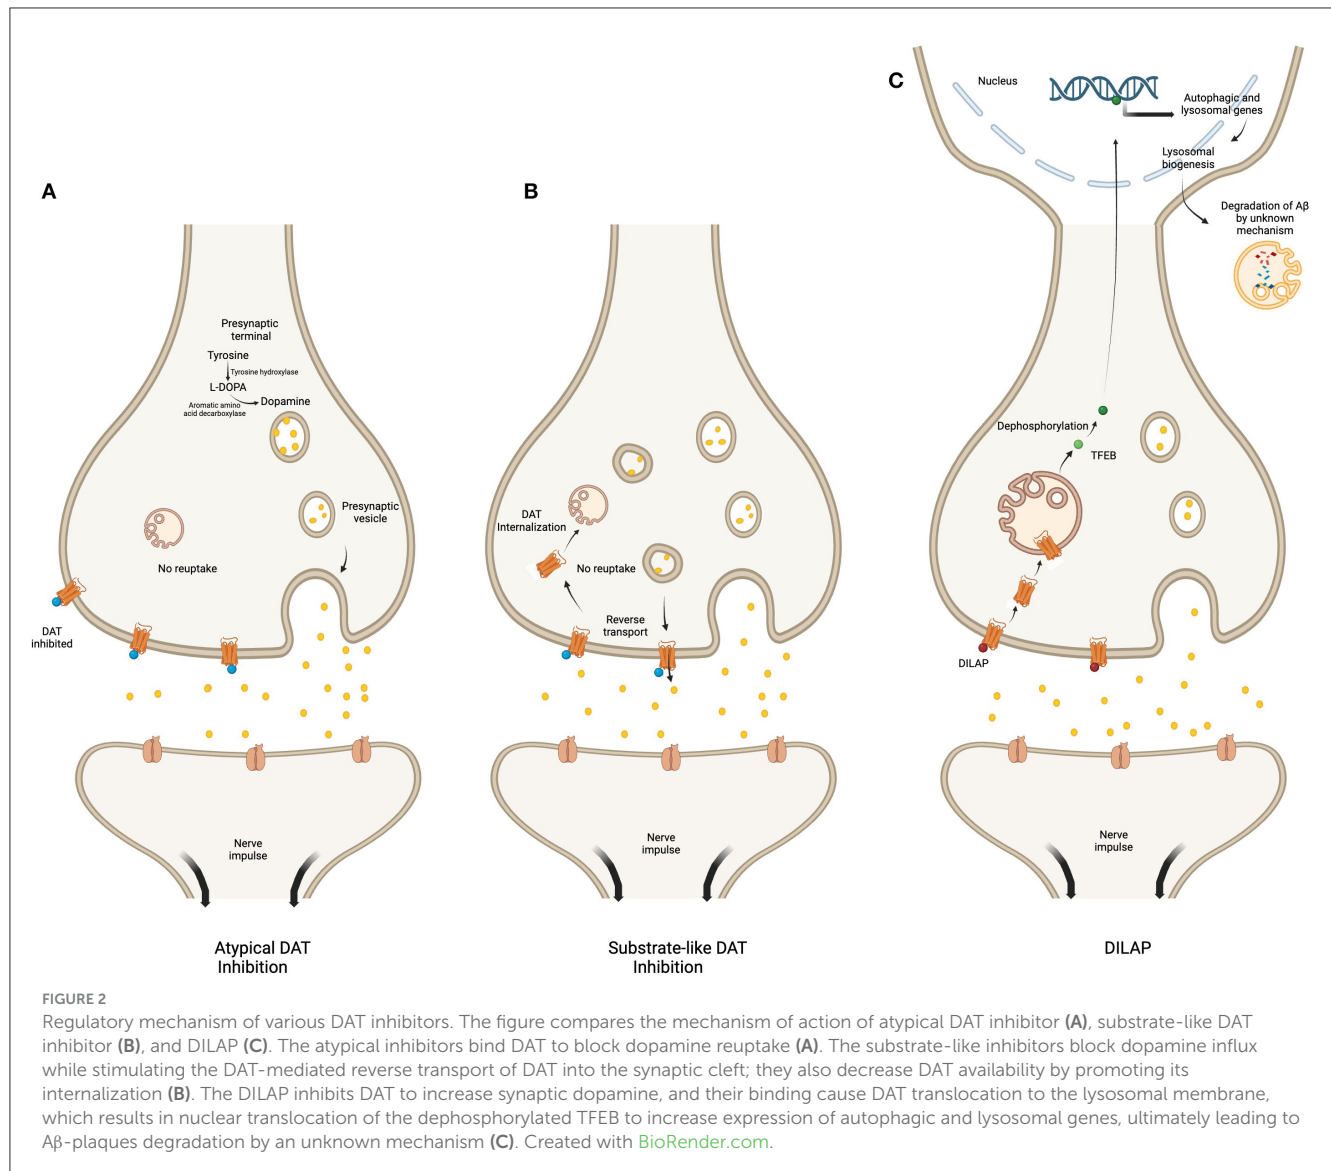 A
Presynaptic
terminal
Tyrosine
Tyrosine hydroxylase
L-DOPA
Aromatic amino
acid decarboxylase
Dopamine
Presynaptic
vesicle
No reuptake
DAT
inhibited
Nerve
impulse
Atypical DAT
Inhibition
B
DAT
Internalization
No reuptake
Reverse
transport
Nerve
impulse
Substrate-like DAT
Inhibition
C
Nucleus
Autophagic and
lysosomal genes
Lysosomal
biogenesis
Degradation of Aβ
by unknown
mechanism
Dephosphorylation
TFEB
DILAP
Nerve
impulse
DILAP
FIGURE 2
Regulatory mechanism of various DAT inhibitors. The figure compares the mechanism of action of atypical DAT inhibitor (A), substrate-like DAT
inhibitor (B), and DILAP (C). The atypical inhibitors bind DAT to block dopamine reuptake (A). The substrate-like inhibitors block dopamine influx
while stimulating the DAT-mediated reverse transport of DAT into the synaptic cleft; they also decrease DAT availability by promoting its
internalization (B). The DILAP inhibits DAT to increase synaptic dopamine, and their binding cause DAT translocation to the lysosomal membrane,
which results in nuclear translocation of the dephosphorylated TFEB to increase expression of autophagic and lysosomal genes, ultimately leading to
Aβ-plaques degradation by an unknown mechanism (C). Created with BioRender.com.